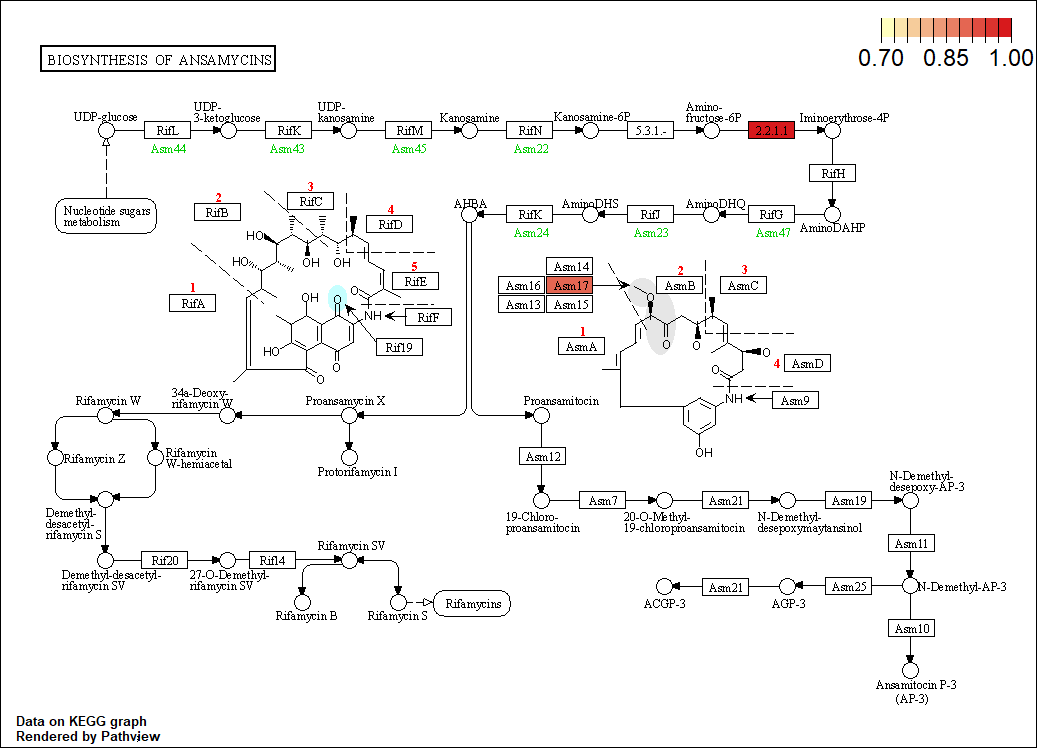 BIOSYNTHESIS OF ANSAMYCINS
0.70 0.85 1.00
UDP-glucose
UDP-
3-ketoglucose
UDP-
kanosamine
Kanosamine
Kanosamine-6P
Amino-
fructose-6P
Iminoerythrose-4P
RifL
RifK
RifM
RifN
5.3.1.-
2.2.1.1
Asm44
Asm43
Asm45
Asm22
RifH
Nucleotide sugars
metabolism
AHBA
RifK
AminoDHS
RifJ
AminoDHQ
RifG
AminoDAHP
Asm24
Asm23
Asm47
2
RifB
3
RifC
4
RifD
5
RifE
1
RifA
RifF
Rif19
HO
OH
OH
HO
OH
O
O
NH
O
HO
O
O
Asm14
Asm16
Asm17
Asm13
Asm15
2
AsmB
3
AsmC
1
AsmA
4
AsmD
Asm9
O
O
O
O
O
NH
OH
Rifamycin W
34a-Deoxy-
rifamycin W
Proansamycin X
Proansamitocin
Rifamycin Z
Rifamycin
W-hemiacetal
Protorifamycin I
Asm12
Demethyl-
desacetyl-
rifamycin S
19-Chloro-
proansamitocin
Asm7
20-O-Methyl-
19-chloroproansamitocin
Asm21
N-Demethyl-
desepoxymaytansinol
Asm19
N-Demethyl-
desepoxy-AP-3
Asm11
Demethyl-desacetyl-
rifamycin SV
Rif20
27-O-Demethyl-
rifamycin SV
Rif14
Rifamycin SV
Rifamycin B
Rifamycin S
Rifamycins
ACGP-3
Asm21
AGP-3
Asm25
N-Demethyl-AP-3
Asm10
Ansamitocin P-3
(AP-3)
Data on KEGG graph
Rendered by Pathview